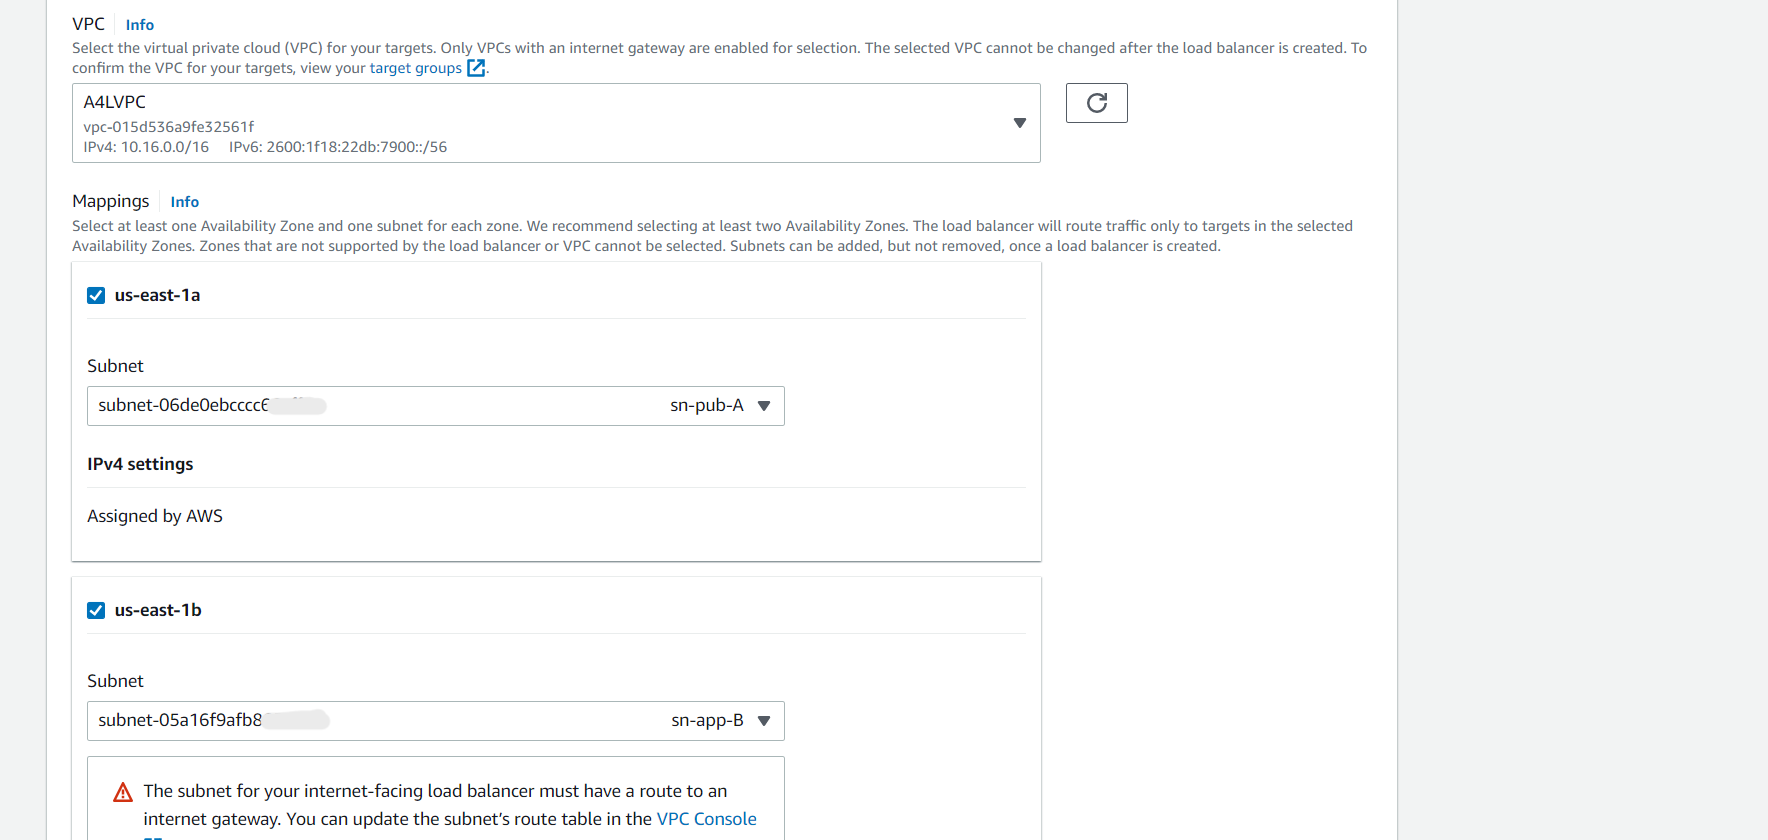 VPC Info
Select the virtual private cloud (VPC) for your targets. Only VPCs with an internet gateway are enabled for selection. The selected VPC cannot be changed after the load balancer is created. To
confirm the VPC for your targets, view your target groups.
A4LVPC
vpc-015d536a9fe32561f
IPv4: 10.16.0.0/16 IPv6: 2600:1f18:22db:7900::/56
Mappings Info
Select at least one Availability Zone and one subnet for each zone. We recommend selecting at least two Availability Zones. The load balancer will route traffic only to targets in the selected
Availability Zones. Zones that are not supported by the load balancer or VPC cannot be selected. Subnets can be added, but not removed, once a load balancer is created.
us-east-1a
Subnet
subnet-06de0ebcccc6 sn-pub-A
IPv4 settings
Assigned by AWS
us-east-1b
Subnet
subnet-05a16f9afb8 sn-app-B
The subnet for your internet-facing load balancer must have a route to an
internet gateway. You can update the subnet's route table in the VPC Console